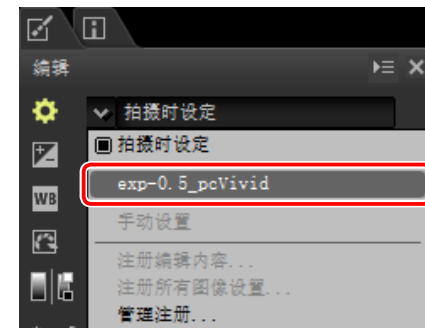 编辑
拍摄时设定
拍摄时设定
exp-0.5_pcVivid
WB
手动设置
注册编辑内容...
注册所有图像设置...
管理注册...